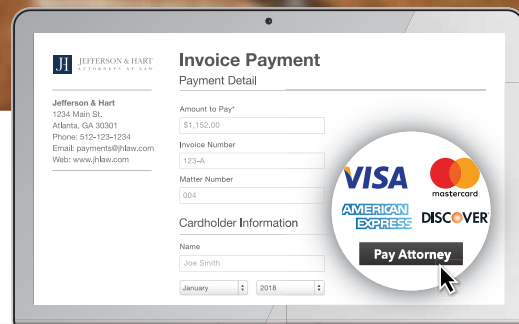 JH JEFFERSON & HART
ATTORNEYS AT LAW
Jefferson & Hart
1234 Main St.
Atlanta, GA 30301
Phone: 512-123-1234
Email: payments@jhlaw.com
Web: www.jhlaw.com
Invoice Payment
Payment Detail
Amount to Pay*
$1,152.00
Invoice Number
123-A
Matter Number
004
Cardholder Information
Name
Joe Smith
January 2018
VISA
mastercard
AMERICAN
EXPRESS
DISCOVER
Pay Attorney